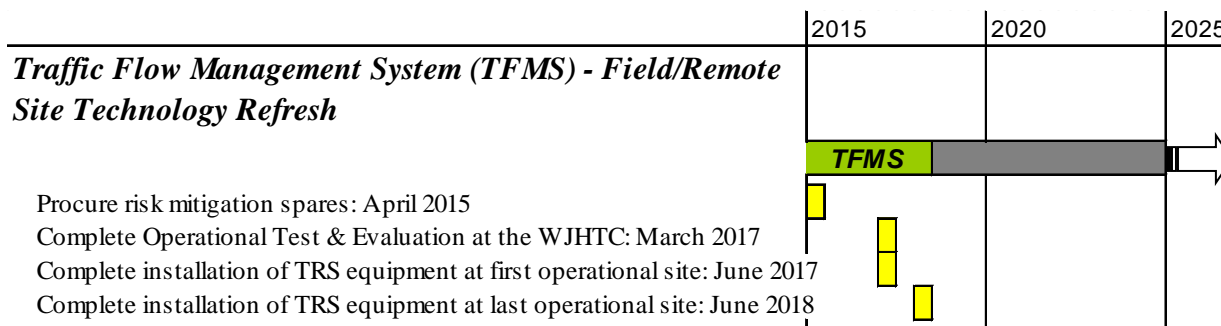 2015 2020 2025
Traffic Flow Management System (TFMS) - Field/Remote
Site Technology Refresh
TFMS
Procure risk mitigation spares: April 2015
Complete Operational Test & Evaluation at the WJHTC: March 2017
Complete installation of TRS equipment at first operational site: June 2017
Complete installation of TRS equipment at last operational site: June 2018